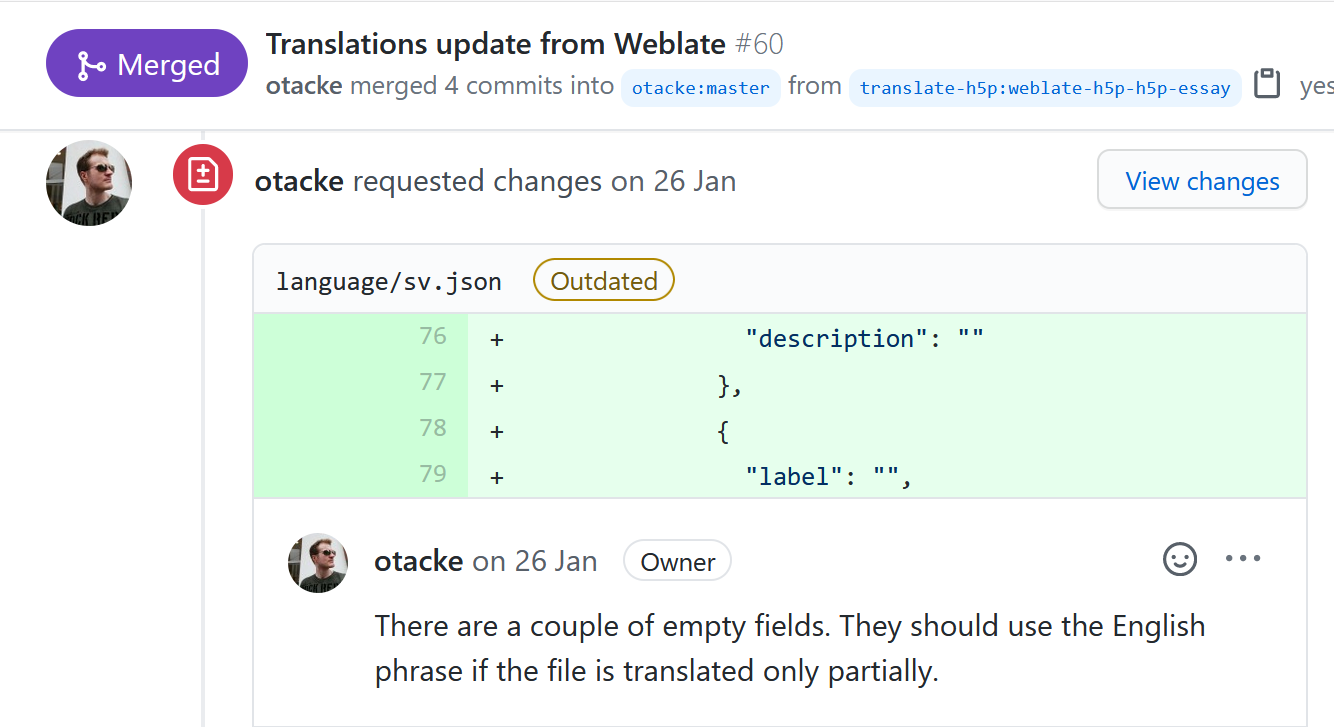 Merged
Translations update from Weblate #60
otacke merged 4 commits into otacke:master from translate-h5p:weblate-h5p-h5p-essay yes
otacke requested changes on 26 Jan
View changes
language/sv.json Outdated
76 + "description": ""
77 + },
78 + {
79 + "label": "",
otacke on 26 Jan Owner
There are a couple of empty fields. They should use the English
phrase if the file is translated only partially.